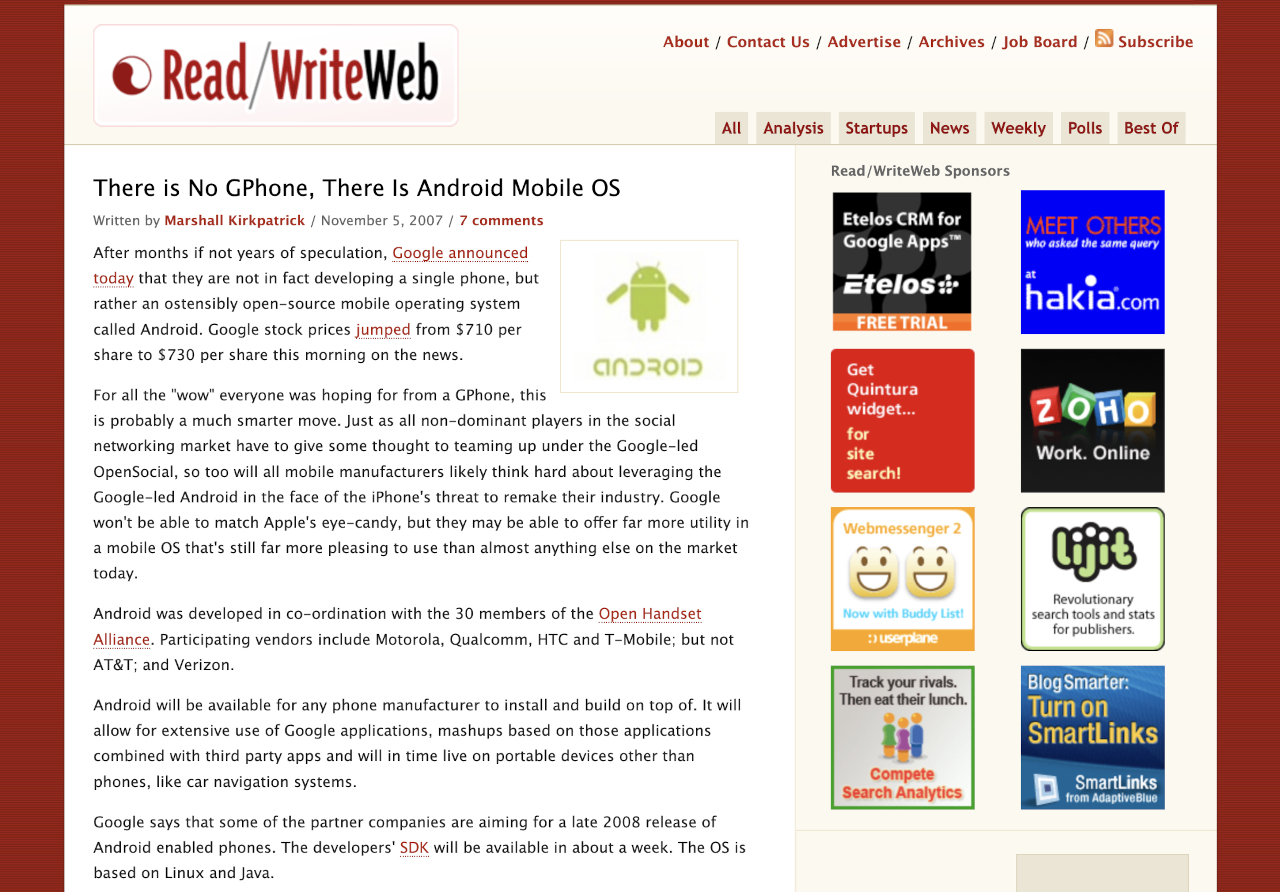 Read/WriteWeb
About / Contact Us / Advertise / Archives / Job Board / Subscribe
All Analysis Startups News Weekly Polls Best Of
There is No GPhone, There Is Android Mobile OS
Written by Marshall Kirkpatrick / November 5, 2007 / 7 comments
After months if not years of speculation, Google announced
today that they are not in fact developing a single phone, but
rather an ostensibly open-source mobile operating system
called Android. Google stock prices jumped from $710 per
share to $730 per share this morning on the news.
ANDROID
For all the "wow" everyone was hoping for from a GPhone, this
is probably a much smarter move. Just as all non-dominant players in the social
networking market have to give some thought to teaming up under the Google-led
OpenSocial, so too will all mobile manufacturers likely think hard about leveraging the
Google-led Android in the face of the iPhone's threat to remake their industry. Google
won't be able to match Apple's eye-candy, but they may be able to offer far more utility in
a mobile OS that's still far more pleasing to use than almost anything else on the market
today.
Android was developed in co-ordination with the 30 members of the Open Handset
Alliance. Participating vendors include Motorola, Qualcomm, HTC and T-Mobile; but not
AT&T; and Verizon.
Android will be available for any phone manufacturer to install and build on top of. It will
allow for extensive use of Google applications, mashups based on those applications
combined with third party apps and will in time live on portable devices other than
phones, like car navigation systems.
Google says that some of the partner companies are aiming for a late 2008 release of
Android enabled phones. The developers' SDK will be available in about a week. The OS is
based on Linux and Java.
Read/WriteWeb Sponsors
Etelos CRM for
Google Apps™
Etelos
FREE TRIAL
MEET OTHERS
who asked the same query
at
hakia.com
Get
Quintura
widget...
for
site
search!
ZOHO
Work. Online
Webmessenger 2
Now with Buddy List!
:) userplane
lijit
Revolutionary
search tools and stats
for publishers.
Track your rivals.
Then eat their lunch.
Compete
Search Analytics
Blog Smarter:
Turn on
SmartLinks
SmartLinks
from AdaptiveBlue